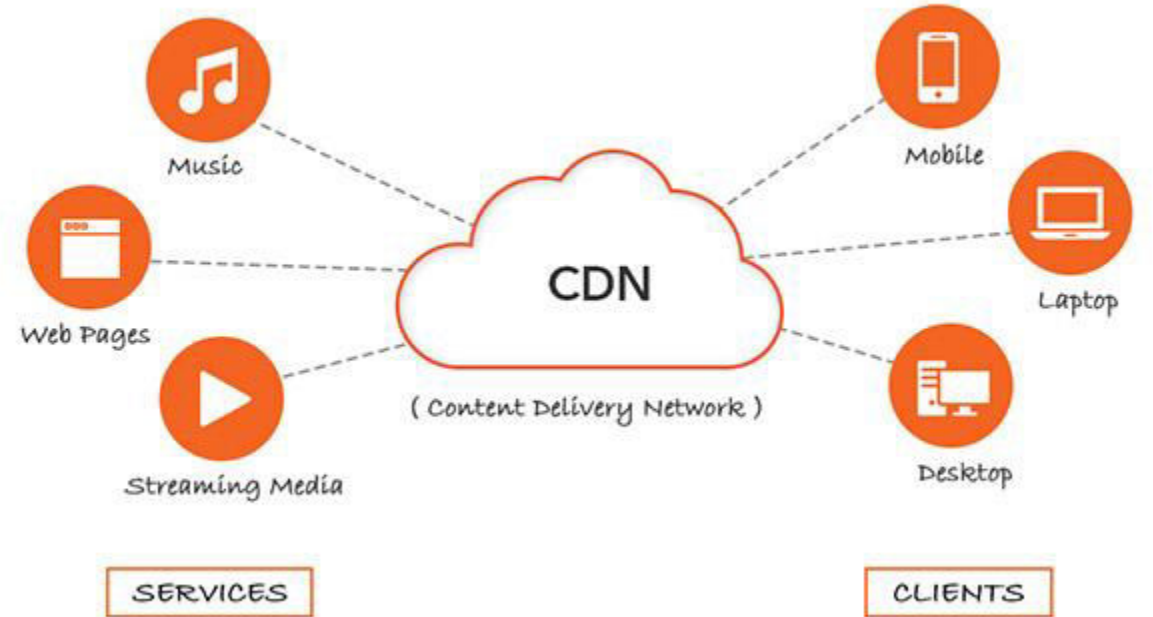 Music
Mobile
Web Pages
CDN
Laptop
( Content Delivery Network )
Streaming Media
Desktop
SERVICES
CLIENTS